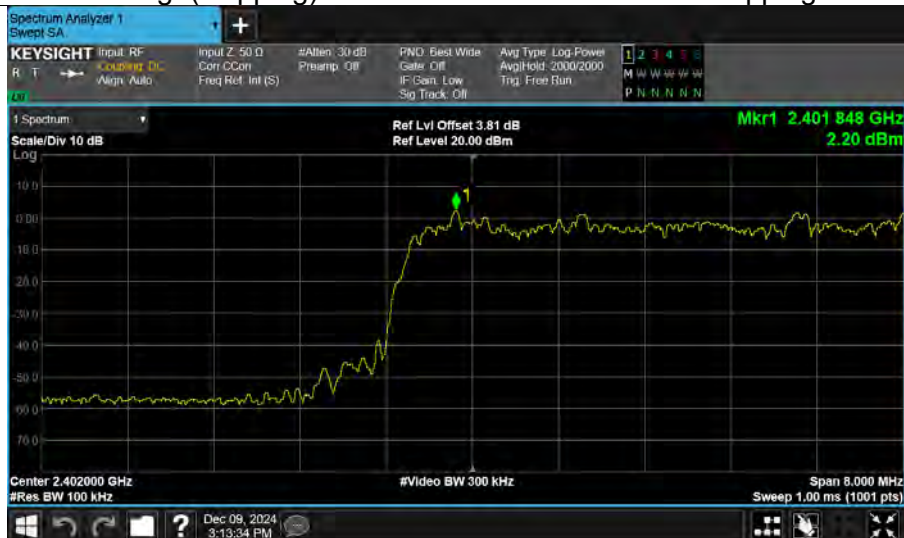 Spectrum Analyzer 1
Swept SA
+
KEYSIGHT Input: RF
R T Coupling: DC
Align: Auto
Input Z: 50 Ω
Corr CCorr
Freq Ref: Int (S)
#Atten: 30 dB
Preamp: Off
PNO: Best Wide
Gate: Off
IF Gain: Low
Sig Track: Off
Avg Type: Log-Power
Avg|Hold: 2000/2000
Trig: Free Run
1 2 3 4 5 6
M W W W W W
P N N N N N
1 Spectrum
Scale/Div 10 dB
Log
Ref Lvl Offset 3.81 dB
Ref Level 20.00 dBm
Mkr1 2.401 848 GHz
2.20 dBm
10.0
0.00
-10.0
-20.0
-30.0
-40.0
-50.0
-60.0
-70.0
1
Center 2.402000 GHz
#Res BW 100 kHz
#Video BW 300 kHz
Span 8.000 MHz
Sweep 1.00 ms (1001 pts)
?
Dec 09, 2024
3:13:34 PM